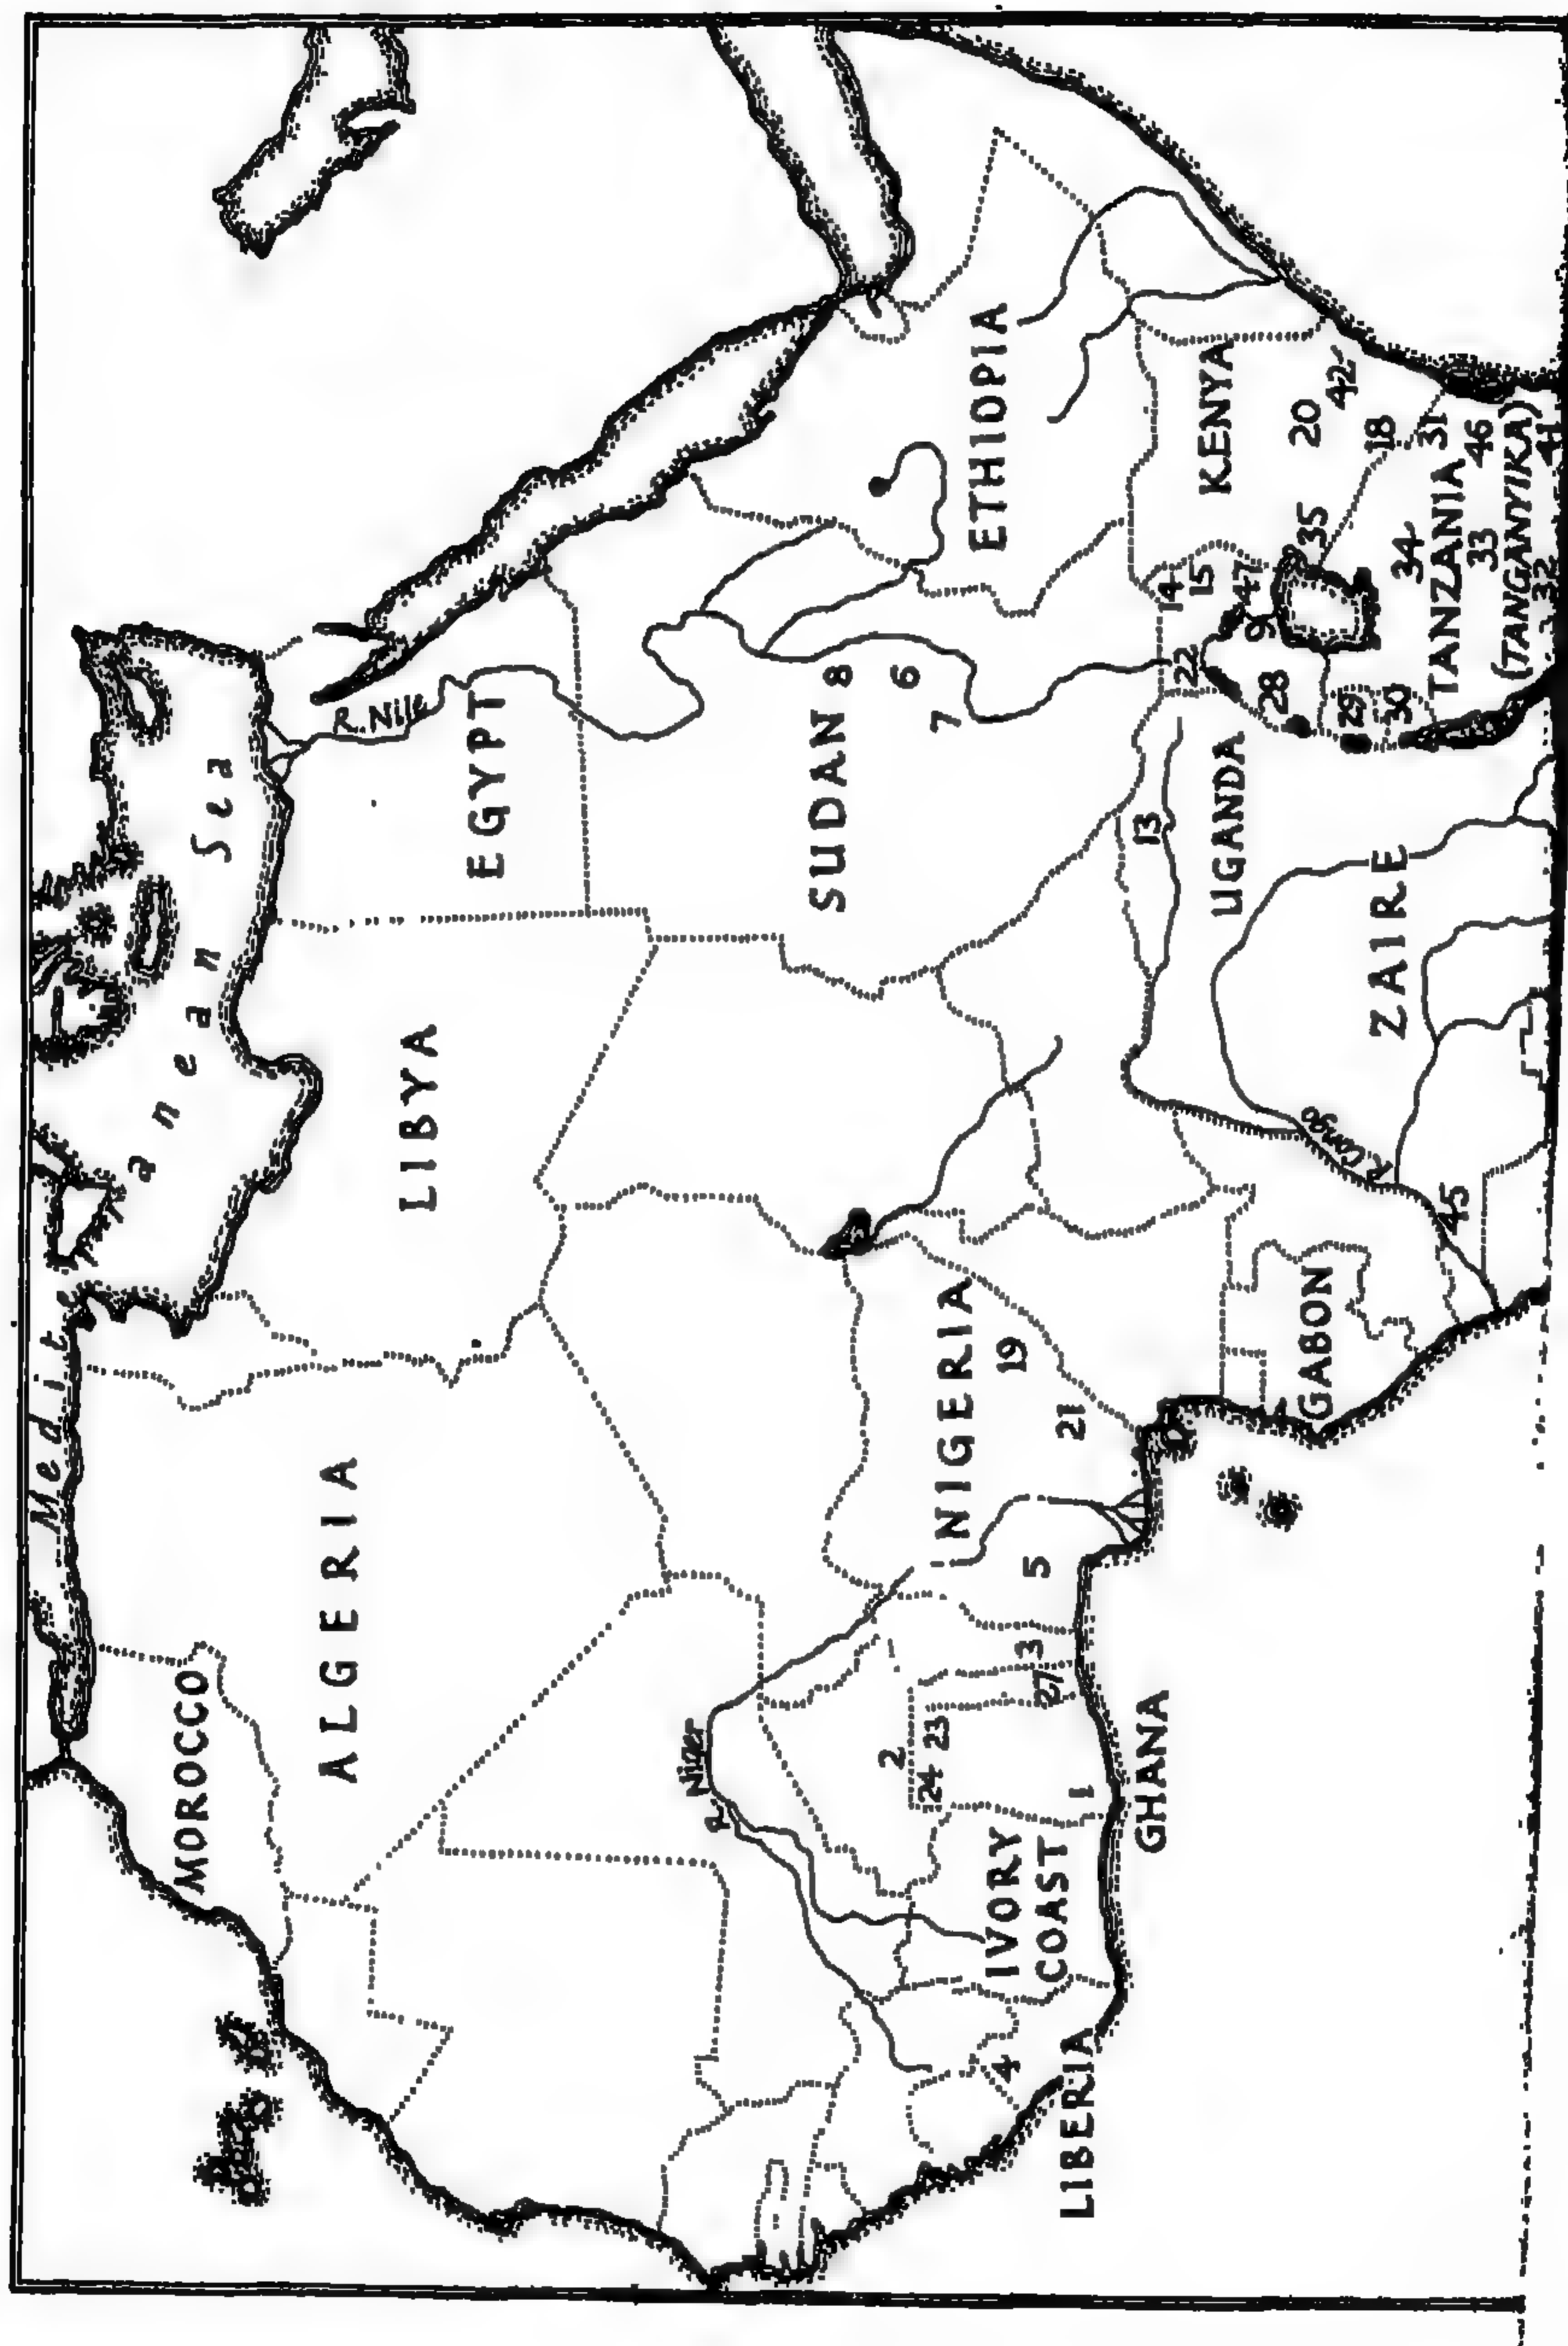 Mediterranean Sea
MOROCCO
ALGERIA
LIBYA
EGYPT
R. Nile
R. Niger
SUDAN
8
6
7
ETHIOPIA
NIGERIA
19
21
5
2
24 23
27 3
1
IVORY
COAST
GHANA
4
LIBERIA
GABON
45
R. Congo
ZAIRE
UGANDA
13
22
14
15
47
9
28
29
30
KENYA
20
42
35
18
31
34
TANZANIA
46
33
(TANGANYIKA)
32
41